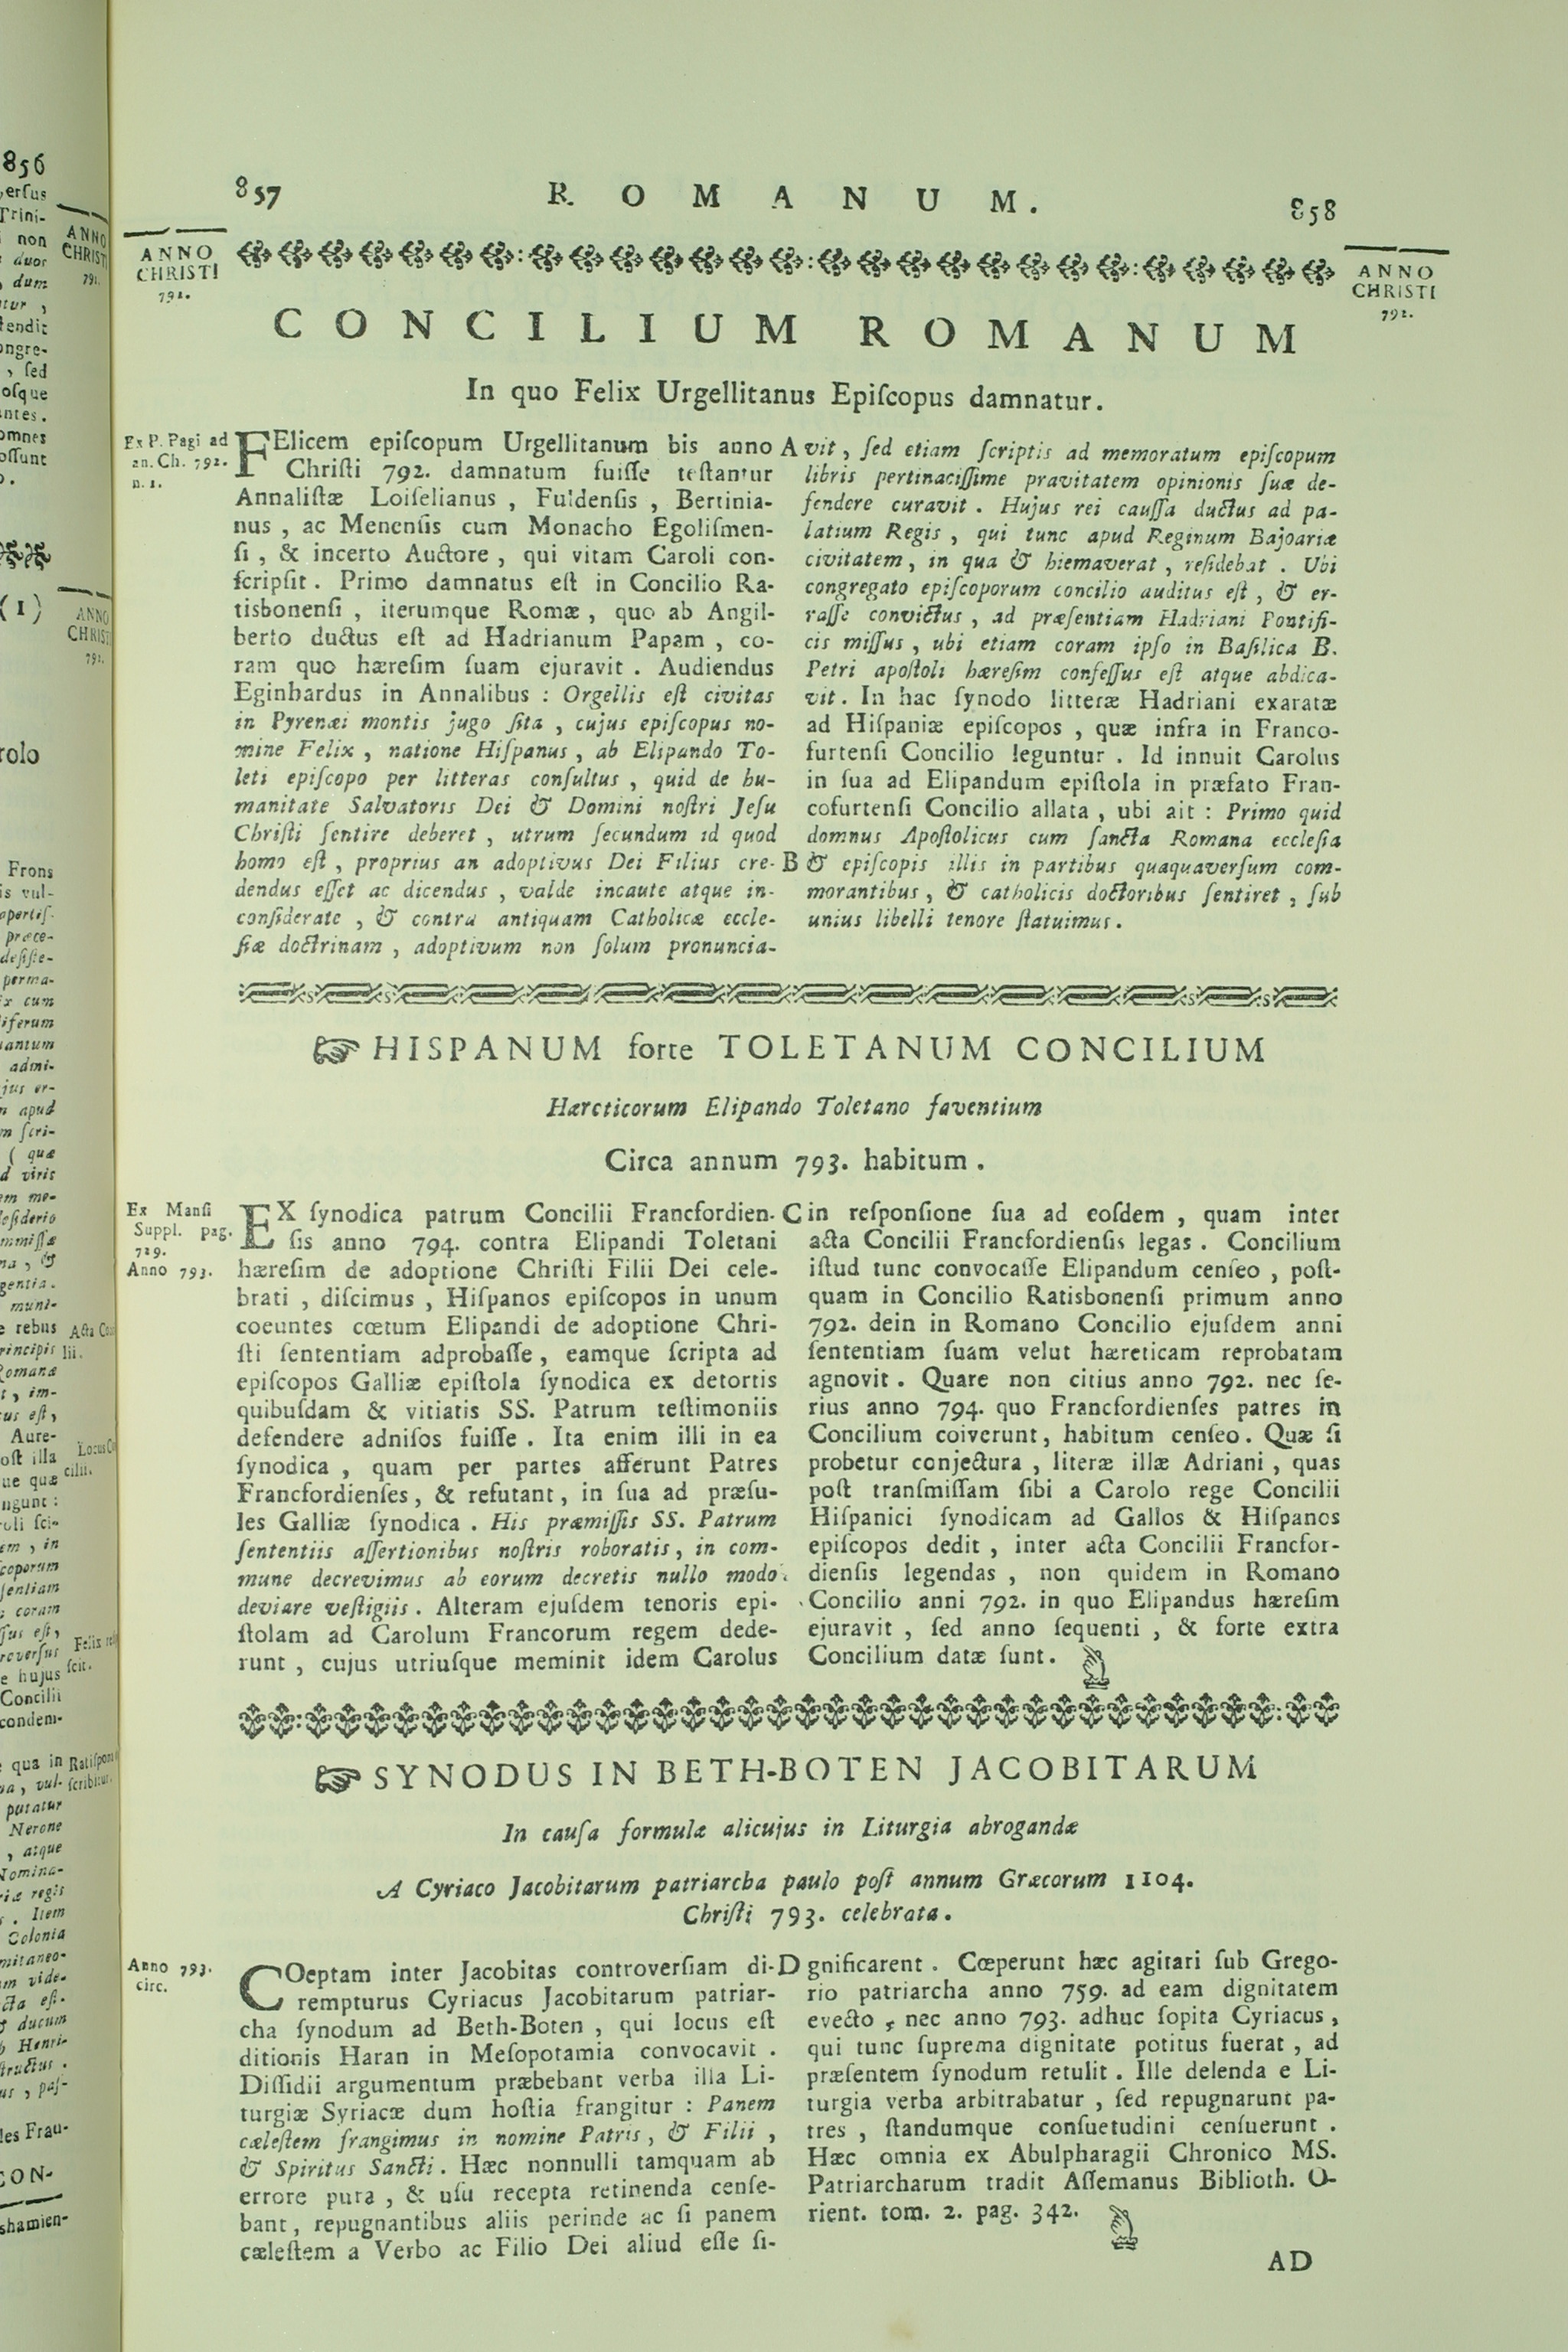 857 ROMANUM. 858
ANNO
CHRISTI
792.
ANNO
CHRISTI
792.
CONCILIUM ROMANUM
In quo Felix Urgellitanus Epiſcopus damnatur.
Ex P. Pagi ad
an. Ch. 792.
n. 1.
FElicem epiſcopum Urgellitanum bis anno
Chriſti 792. damnatum fuiſſe teſtantur
Annaliſtæ Loiſelianus, Fuldenſis, Bertinia-
nus, ac Menenſis cum Monacho Egoliſmen-
ſi, & incerto Auctore, qui vitam Caroli con-
ſcripſit. Primo damnatus eſt in Concilio Ra-
tisbonenſi, iterumque Romæ, quo ab Angil-
berto ductus eſt ad Hadrianum Papam, co-
ram quo hæreſim ſuam ejuravit. Audiendus
Eginhardus in Annalibus: Orgellis eſt civitas
in Pyrenæi montis jugo ſita, cujus epiſcopus no-
mine Felix, natione Hiſpanus, ab Elipando To-
leti epiſcopo per litteras conſultus, quid de hu-
manitate Salvatoris Dei & Domini noſtri Jeſu
Chriſti ſentire deberet, utrum ſecundum id quod
homo eſt, proprius an adoptivus Dei Filius cre-
dendus eſſet ac dicendus, valde incaute atque in-
conſiderate, & contra antiquam Catholicæ eccle-
ſiæ doctrinam, adoptivum non ſolum pronuncia-
A vit, ſed etiam ſcriptis ad memoratum epiſcopum
libris pertinaciſſime pravitatem opinionis ſuæ de-
fendere curavit. Hujus rei cauſſa ductus ad pa-
latium Regis, qui tunc apud Reginum Bajoariæ
civitatem, in qua & hiemaverat, reſidebat. Ubi
congregato epiſcoporum concilio auditus eſt, & er-
raſſe convictus, ad præſentiam Hadriani Pontifi-
cis miſſus, ubi etiam coram ipſo in Baſilica B.
Petri apoſtoli hæreſim confeſſus eſt atque abdica-
vit. In hac ſynodo litteræ Hadriani exaratæ
ad Hiſpaniæ epiſcopos, quæ infra in Franco-
furtenſi Concilio leguntur. Id innuit Carolus
in ſua ad Elipandum epiſtola in præfato Fran-
cofurtenſi Concilio allata, ubi ait: Primo quid
domnus Apoſtolicus cum ſancta Romana eccleſia
B & epiſcopis illis in partibus quaquaverſum com-
morantibus, & catholicis doctoribus ſentiret, ſub
unius libelli tenore ſtatuimus.
☞ HISPANUM forte TOLETANUM CONCILIUM
Hæreticorum Elipando Toletano faventium
Circa annum 793. habitum.
Ex Manſi
Suppl. pag.
729.
Anno 793.
EX ſynodica patrum Concilii Francfordien-
ſis anno 794. contra Elipandi Toletani
hæreſim de adoptione Chriſti Filii Dei cele-
brati, diſcimus, Hiſpanos epiſcopos in unum
coeuntes cœtum Elipandi de adoptione Chri-
ſti ſententiam adprobaſſe, eamque ſcripta ad
epiſcopos Galliæ epiſtola ſynodica ex detortis
quibuſdam & vitiatis SS. Patrum teſtimoniis
defendere adniſos fuiſſe. Ita enim illi in ea
ſynodica, quam per partes afferunt Patres
Francfordienſes, & refutant, in ſua ad præſu-
les Galliæ ſynodica. His præmiſſis SS. Patrum
ſententiis aſſertionibus noſtris roboratis, in com-
mune decrevimus ab eorum decretis nullo modo
deviare veſtigiis. Alteram ejuſdem tenoris epi-
ſtolam ad Carolum Francorum regem dede-
runt, cujus utriuſque meminit idem Carolus
C in reſponſione ſua ad eoſdem, quam inter
acta Concilii Francfordienſis legas. Concilium
iſtud tunc convocaſſe Elipandum cenſeo, poſt-
quam in Concilio Ratisbonenſi primum anno
792. dein in Romano Concilio ejuſdem anni
ſententiam ſuam velut hæreticam reprobatam
agnovit. Quare non citius anno 792. nec ſe-
rius anno 794. quo Francfordienſes patres in
Concilium coiverunt, habitum cenſeo. Quæ ſi
probetur conjectura, literæ illæ Adriani, quas
poſt tranſmiſſam ſibi a Carolo rege Concilii
Hiſpanici ſynodicam ad Gallos & Hiſpanos
epiſcopos dedit, inter acta Concilii Francfor-
dienſis legendas, non quidem in Romano
Concilio anni 792. in quo Elipandus hæreſim
ejuravit, ſed anno ſequenti, & forte extra
Concilium datæ ſunt.
☞ SYNODUS IN BETH-BOTEN JACOBITARUM
In cauſa formulæ alicujus in Liturgia abrogandæ
A Cyriaco Jacobitarum patriarcha paulo poſt annum Græcorum 1104.
Chriſti 793. celebrata.
Anno 793.
circ.
COeptam inter Jacobitas controverſiam di-
rempturus Cyriacus Jacobitarum patriar-
cha ſynodum ad Beth-Boten, qui locus eſt
ditionis Haran in Meſopotamia convocavit.
Diſſidii argumentum præbebant verba illa Li-
turgiæ Syriacæ dum hoſtia frangitur: Panem
cæleſtem frangimus in nomine Patris, & Filii,
& Spiritus Sancti. Hæc nonnulli tamquam ab
errore pura, & uſu recepta retinenda cenſe-
bant, repugnantibus aliis perinde ac ſi panem
cæleſtem a Verbo ac Filio Dei aliud eſſe ſi-
D gnificarent. Cœperunt hæc agitari ſub Grego-
rio patriarcha anno 759. ad eam dignitatem
evecto, nec anno 793. adhuc ſopita Cyriacus,
qui tunc ſuprema dignitate potitus fuerat, ad
præſentem ſynodum retulit. Ille delenda e Li-
turgia verba arbitrabatur, ſed repugnarunt pa-
tres, ſtandumque conſuetudini cenſuerunt.
Hæc omnia ex Abulpharagii Chronico MS.
Patriarcharum tradit Aſſemanus Biblioth. O-
rient. tom. 2. pag. 342.
AD